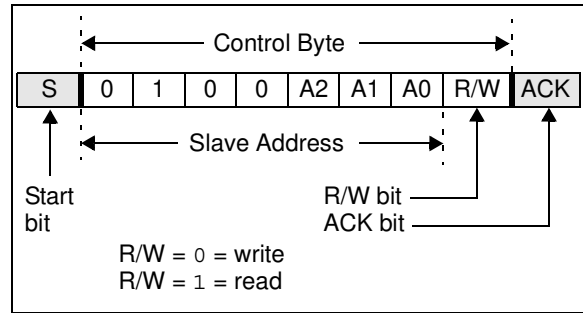 Control Byte
S 0 1 0 0 A2 A1 A0 R/W ACK
Slave Address
Start
bit
R/W bit
ACK bit
R/W = 0 = write
R/W = 1 = read